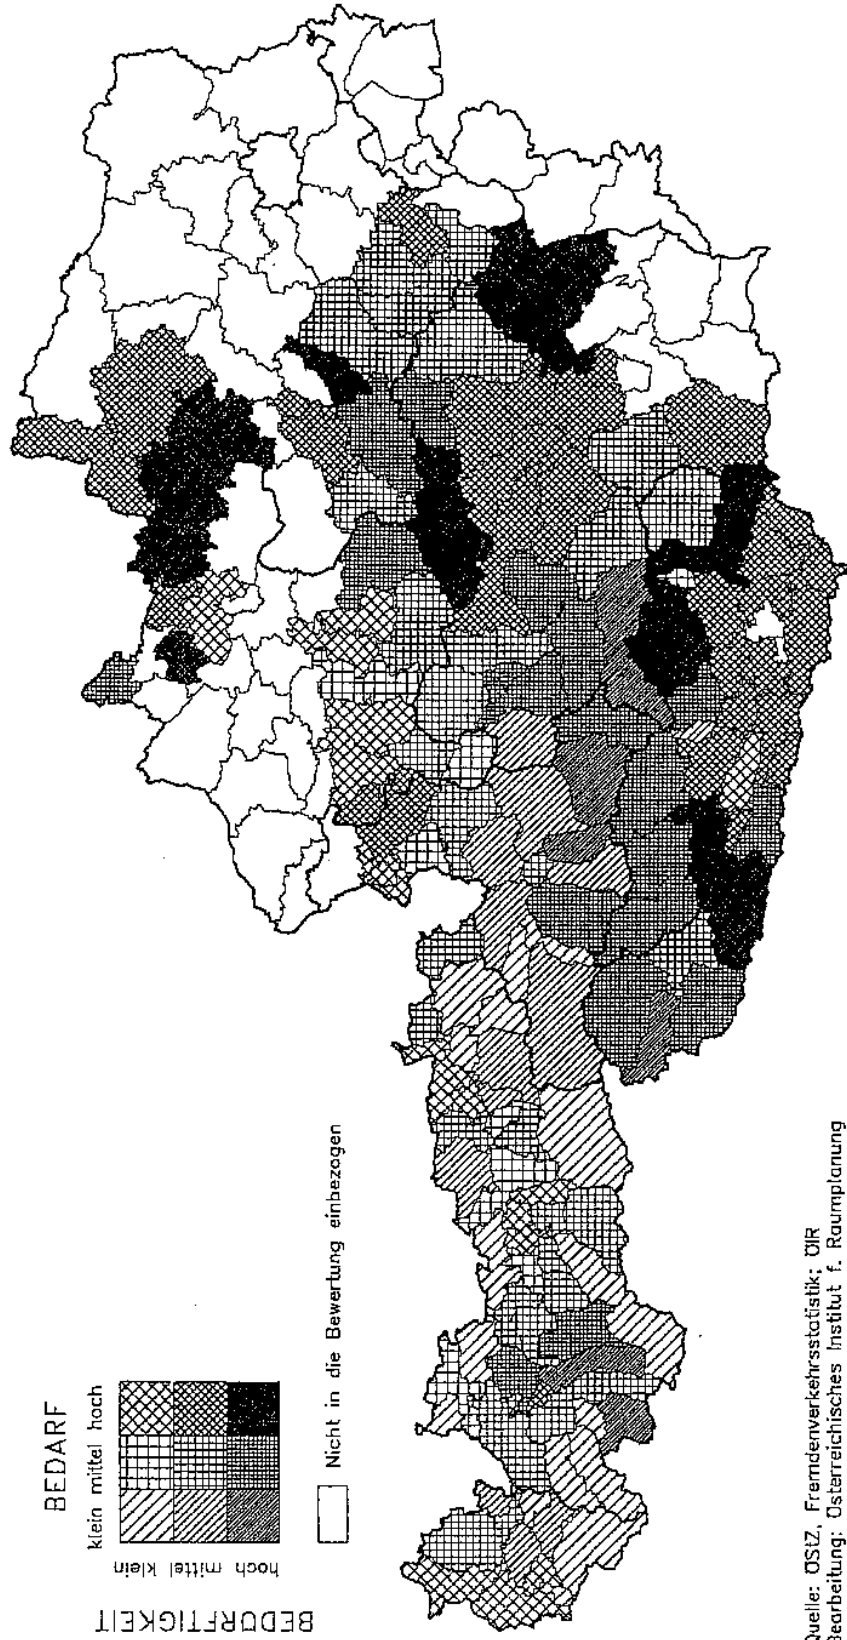 BEDARF
klein mittel hoch
BEDÜRFTIGKEIT
hoch mittel klein
Nicht in die Bewertung einbezogen
Quelle: ÖStZ, Fremdenverkehrsstatistik; ÖIR
Bearbeitung: Österreichisches Institut f. Raumplanung